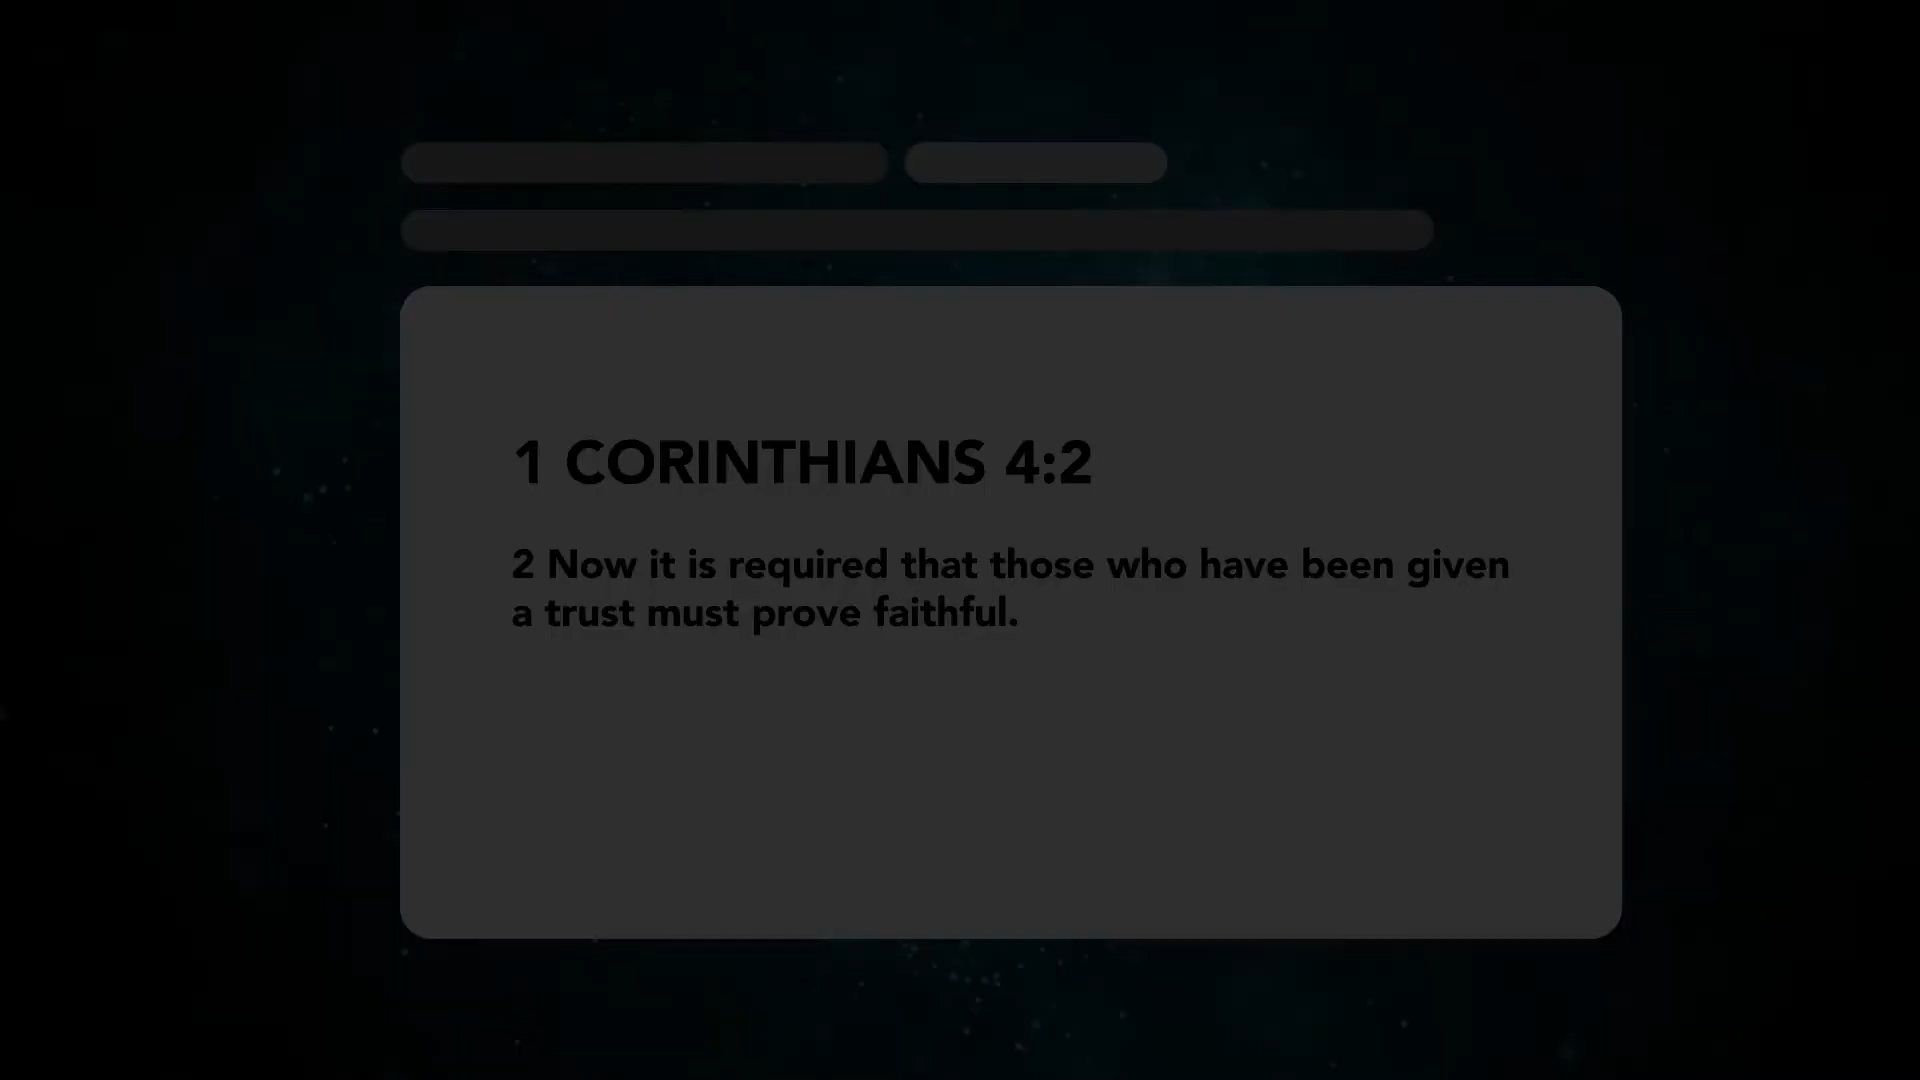 1 CORINTHIANS 4:2
2 Now it is required that those who have been given
a trust must prove faithful.